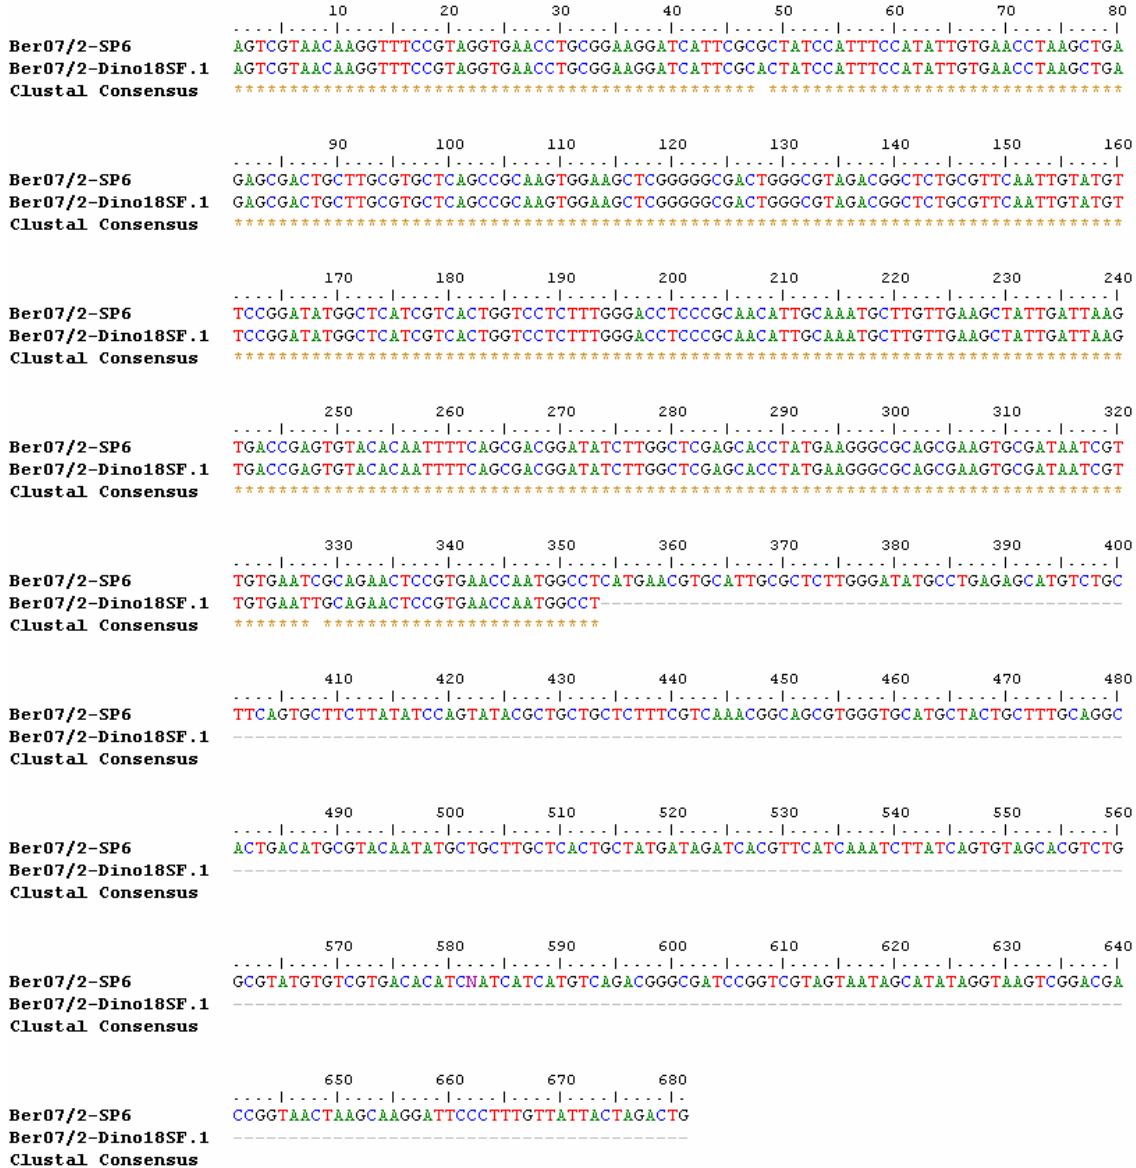 10 20 30 40 50 60 70 80
....|....|....|....|....|....|....|....|....|....|....|....|....|....|....|....|
Ber07/2-SP6 AGTCGTAACAAGGTTTCCGTAGGTGAACCTGCGGAAGGATCATTCGCGCTATCCATTTCCATATTGTGAACCTAAGCTGA
Ber07/2-Dino18SF.1 AGTCGTAACAAGGTTTCCGTAGGTGAACCTGCGGAAGGATCATTCGCACTATCCATTTCCATATTGTGAACCTAAGCTGA
Clustal Consensus *********************************************** ********************************
90 100 110 120 130 140 150 160
....|....|....|....|....|....|....|....|....|....|....|....|....|....|....|....|
Ber07/2-SP6 GAGCGACTGCTTGCGTGCTCAGCCGCAAGTGGAAGCTCGGGGGCGACTGGGCGTAGACGGCTCTGCGTTCAATTGTATGT
Ber07/2-Dino18SF.1 GAGCGACTGCTTGCGTGCTCAGCCGCAAGTGGAAGCTCGGGGGCGACTGGGCGTAGACGGCTCTGCGTTCAATTGTATGT
Clustal Consensus ********************************************************************************
170 180 190 200 210 220 230 240
....|....|....|....|....|....|....|....|....|....|....|....|....|....|....|....|
Ber07/2-SP6 TCCGGATATGGCTCATCGTCACTGGTCCTCTTTGGGACCTCCCGCAACATTGCAAATGCTTGTTGAAGCTATTGATTAAG
Ber07/2-Dino18SF.1 TCCGGATATGGCTCATCGTCACTGGTCCTCTTTGGGACCTCCCGCAACATTGCAAATGCTTGTTGAAGCTATTGATTAAG
Clustal Consensus ********************************************************************************
250 260 270 280 290 300 310 320
....|....|....|....|....|....|....|....|....|....|....|....|....|....|....|....|
Ber07/2-SP6 TGACCGAGTGTACACAATTTTCAGCGACGGATATCTTGGCTCGAGCACCTATGAAGGGCGCAGCGAAGTGCGATAATCGT
Ber07/2-Dino18SF.1 TGACCGAGTGTACACAATTTTCAGCGACGGATATCTTGGCTCGAGCACCTATGAAGGGCGCAGCGAAGTGCGATAATCGT
Clustal Consensus ********************************************************************************
330 340 350 360 370 380 390 400
....|....|....|....|....|....|....|....|....|....|....|....|....|....|....|....|
Ber07/2-SP6 TGTGAATCGCAGAACTCCGTGAACCAATGGCCTCATGAACGTGCATTGCGCTCTTGGGATATGCCTGAGAGCATGTCTGC
Ber07/2-Dino18SF.1 TGTGAATTGCAGAACTCCGTGAACCAATGGCCT-----------------------------------------------
Clustal Consensus ******* *************************
410 420 430 440 450 460 470 480
....|....|....|....|....|....|....|....|....|....|....|....|....|....|....|....|
Ber07/2-SP6 TTCAGTGCTTCTTATATCCAGTATACGCTGCTGCTCTTTCGTCAAACGGCAGCGTGGGTGCATGCTACTGCTTTGCAGGC
Ber07/2-Dino18SF.1 --------------------------------------------------------------------------------
Clustal Consensus
490 500 510 520 530 540 550 560
....|....|....|....|....|....|....|....|....|....|....|....|....|....|....|....|
Ber07/2-SP6 ACTGACATGCGTACAATATGCTGCTTGCTCACTGCTATGATAGATCACGTTCATCAAATCTTATCAGTGTAGCACGTCTG
Ber07/2-Dino18SF.1 --------------------------------------------------------------------------------
Clustal Consensus
570 580 590 600 610 620 630 640
....|....|....|....|....|....|....|....|....|....|....|....|....|....|....|....|
Ber07/2-SP6 GCGTATGTGTCGTGACACATCNATCATCATGTCAGACGGGCGATCCGGTCGTAGTAATAGCATATAGGTAAGTCGGACGA
Ber07/2-Dino18SF.1 --------------------------------------------------------------------------------
Clustal Consensus
650 660 670 680
....|....|....|....|....|....|....|....|.
Ber07/2-SP6 CCGGTAACTAAGCAAGGATTCCCTTTGTTATTACTAGACTG
Ber07/2-Dino18SF.1 -----------------------------------------
Clustal Consensus